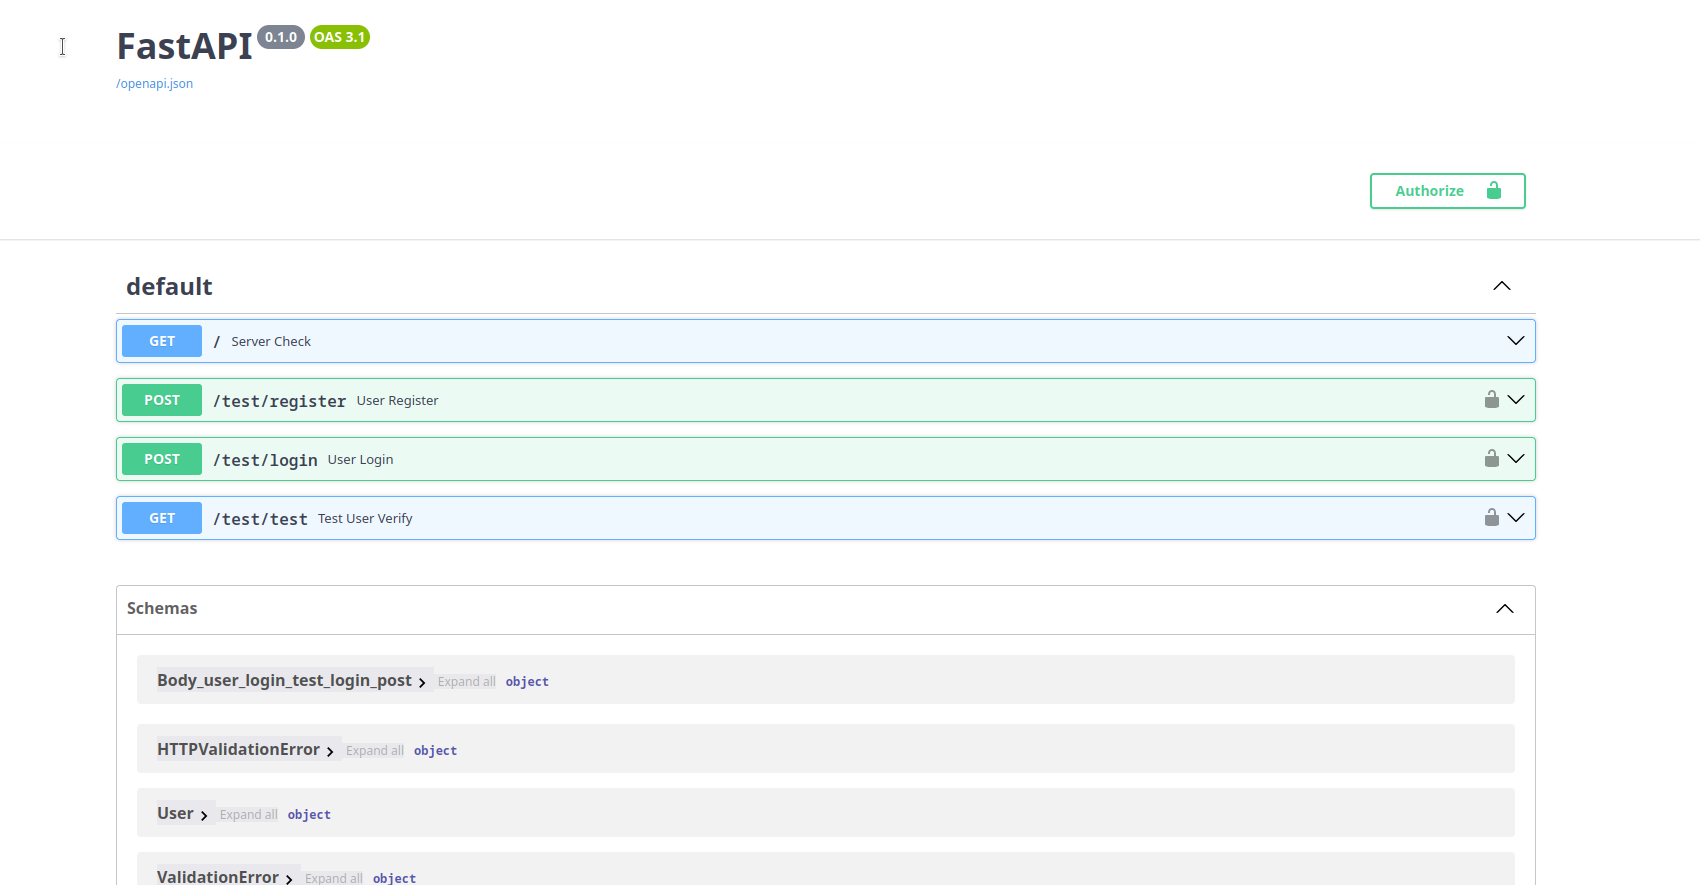 FastAPI 0.1.0 OAS 3.1
/openapi.json
Authorize
default
GET / Server Check
POST /test/register User Register
POST /test/login User Login
GET /test/test Test User Verify
Schemas
Body_user_login_test_login_post Expand all object
HTTPValidationError Expand all object
User Expand all object
ValidationError Expand all object